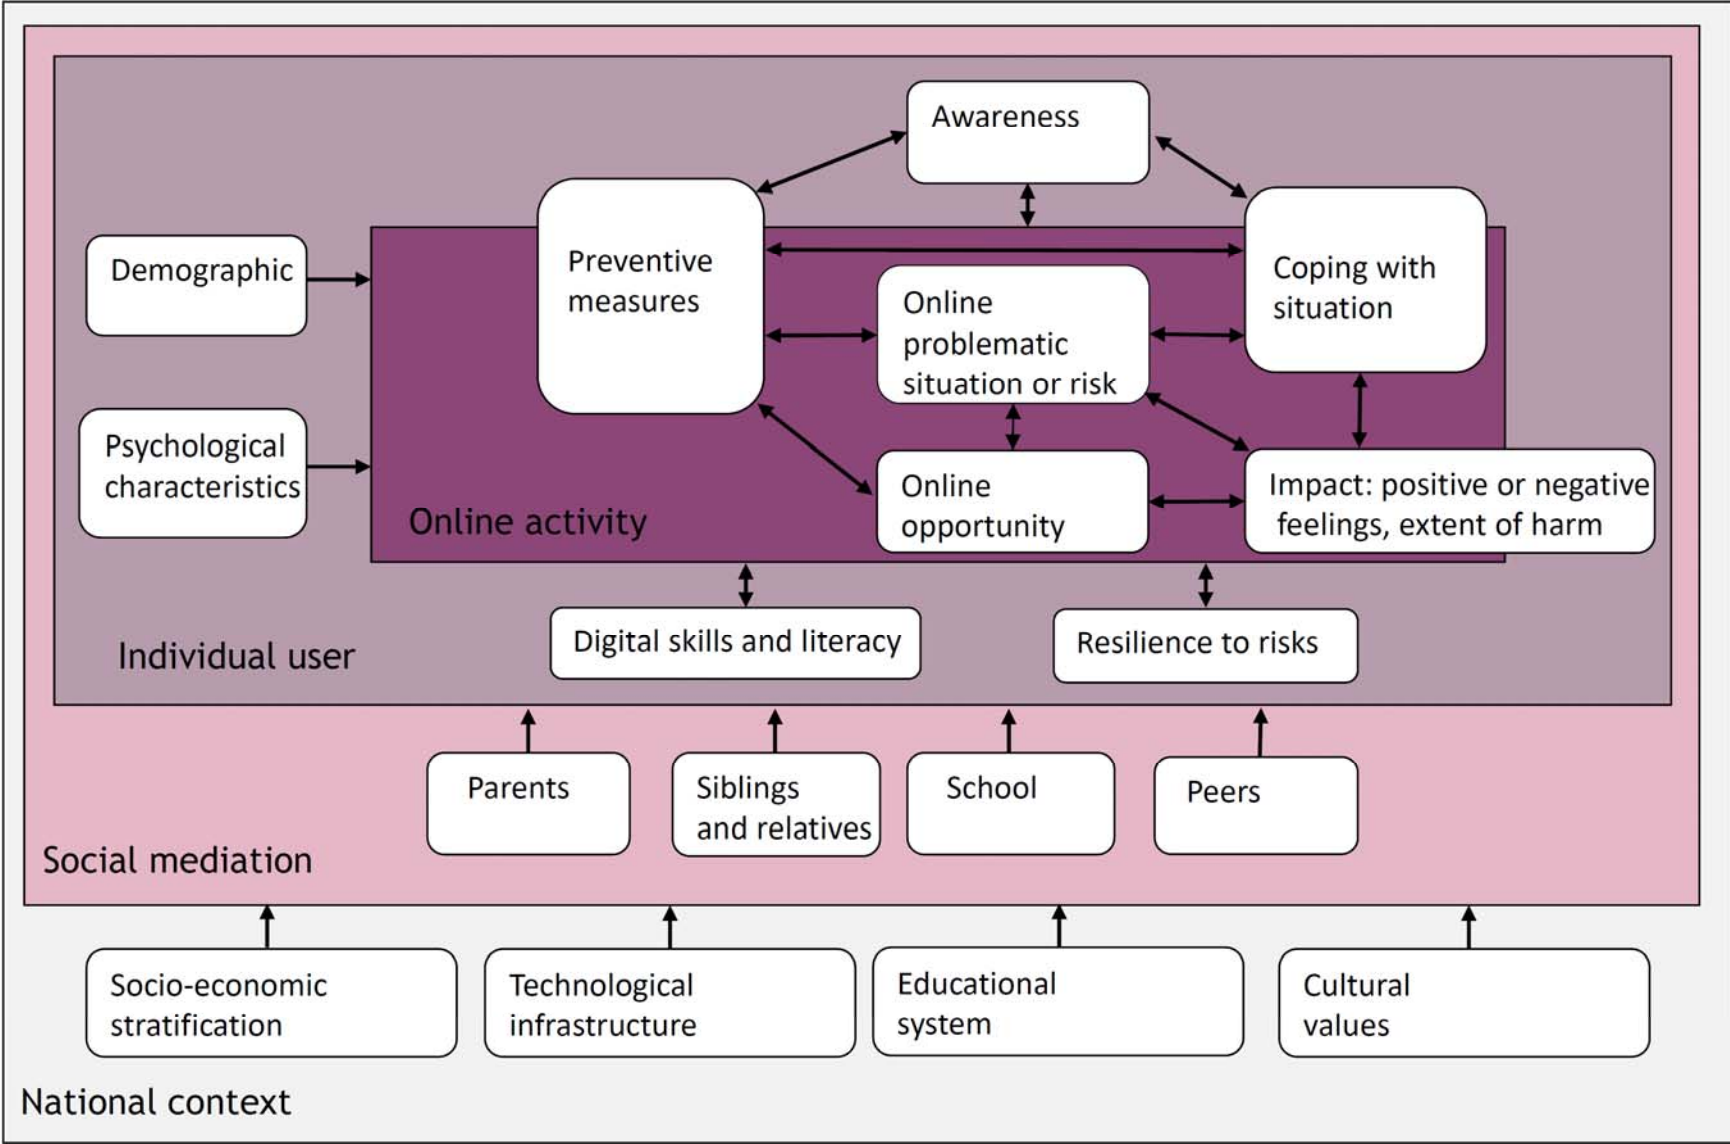 Awareness
Preventive
measures
Coping with
situation
Demographic
Online
problematic
situation or risk
Psychological
characteristics
Online
opportunity
Impact: positive or negative
feelings, extent of harm
Online activity
Digital skills and literacy
Resilience to risks
Individual user
Parents
Siblings
and relatives
School
Peers
Social mediation
Socio-economic
stratification
Technological
infrastructure
Educational
system
Cultural
values
National context